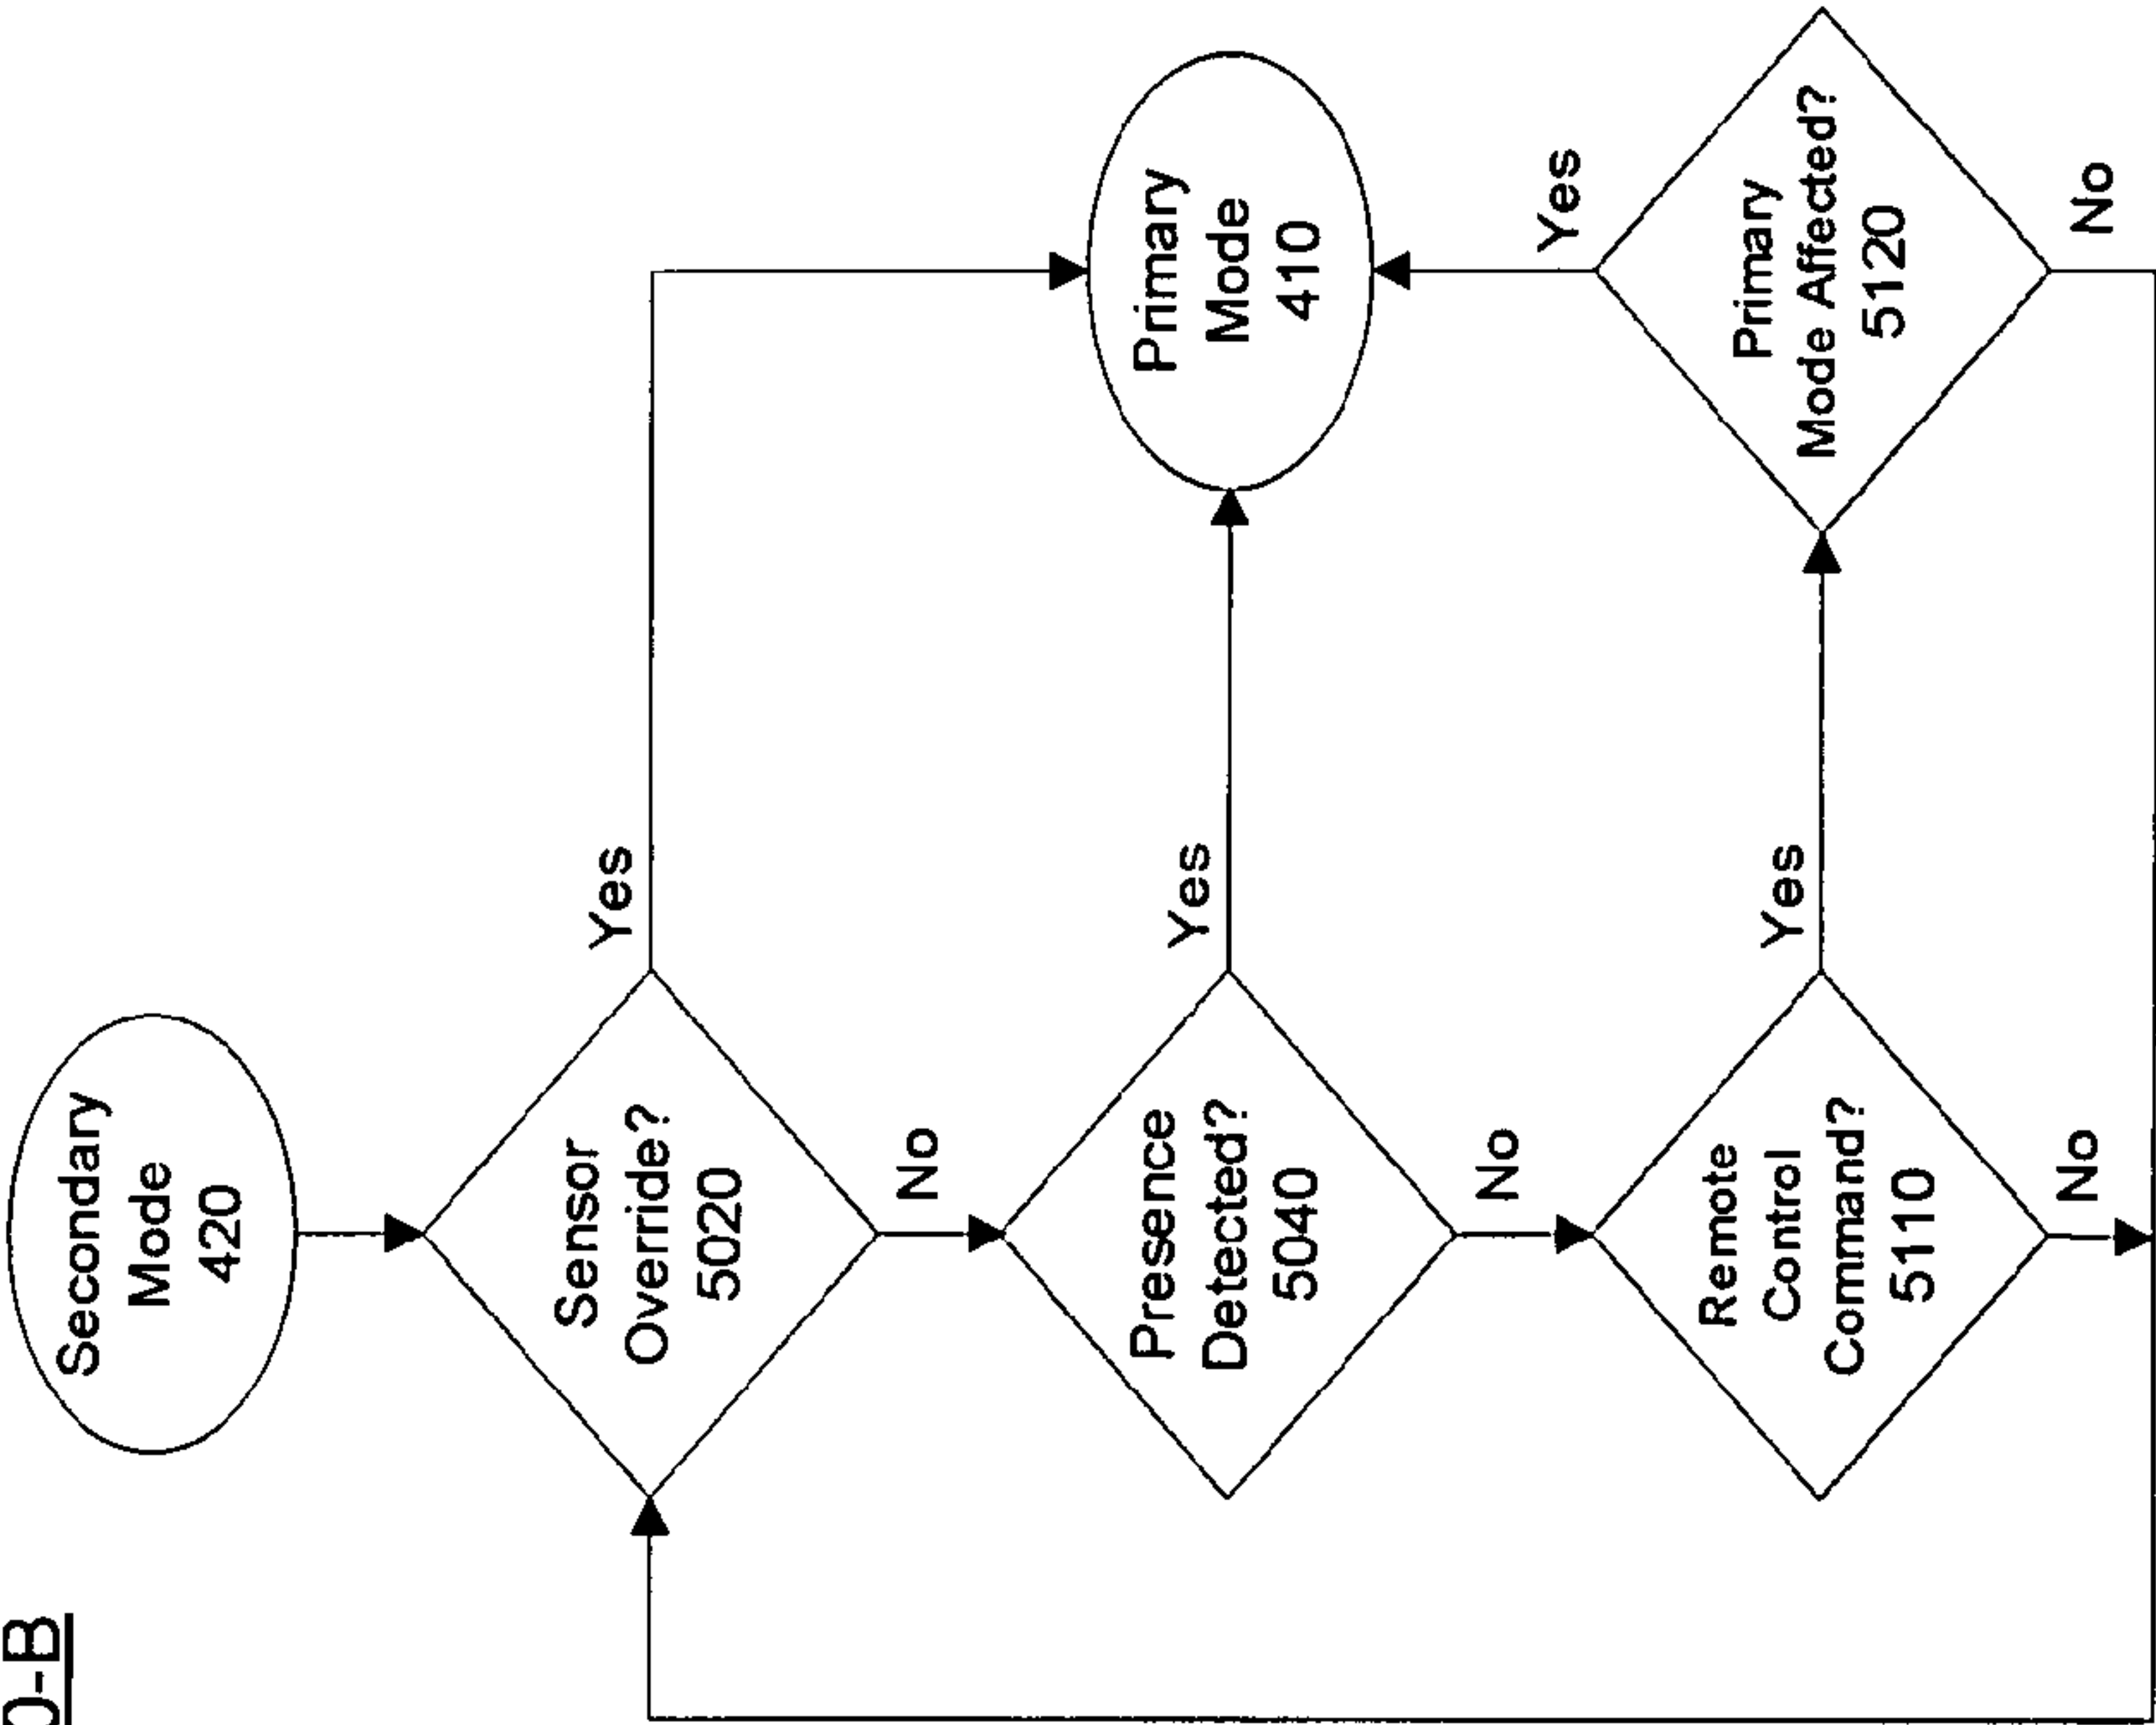 0-B
Secondary
Mode
420
Sensor
Override?
5020
Yes
No
Presence
Detected?
5040
Yes
No
Primary
Mode
410
Remote
Control
Command?
5110
Yes
No
Primary
Mode Affected?
5120
Yes
No